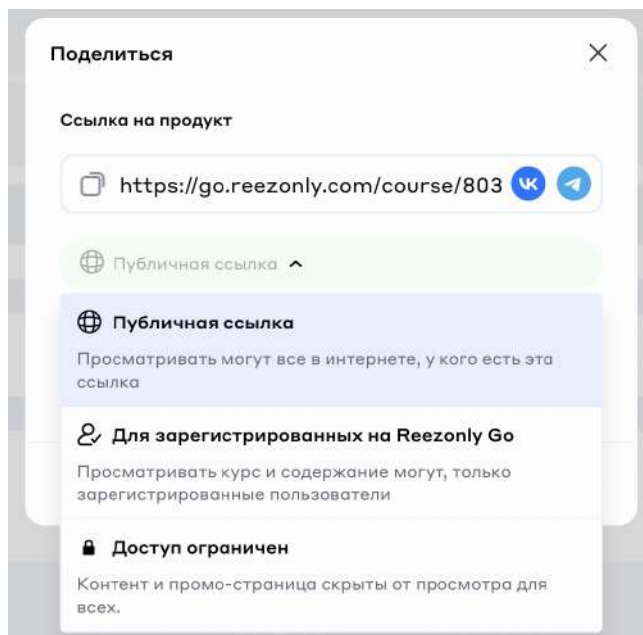 Поделиться
Ссылка на продукт
https://go.reezonly.com/course/803
Публичная ссылка
Публичная ссылка
Просматривать могут все в интернете, у кого есть эта
ссылка
Для зарегистрированных на Reezonly Go
Просматривать курс и содержание могут, только
зарегистрированные пользователи
Доступ ограничен
Контент и промо-страница скрыты от просмотра для
всех.